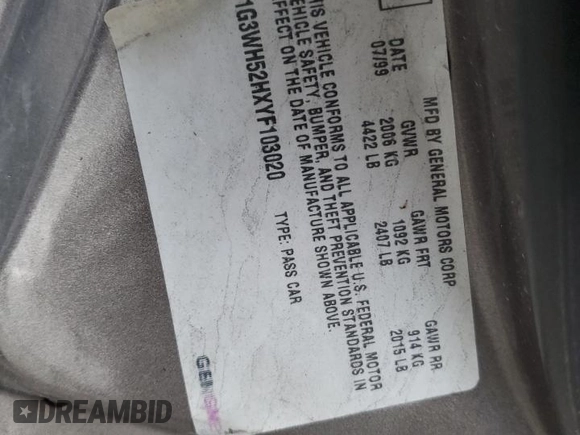 MFD BY GENERAL MOTORS CORP
DATE GVWR GAWR FRT GAWR RR
07/99 2006 KG 1092 KG 914 KG
4422 LB 2407 LB 2015 LB
THIS VEHICLE CONFORMS TO ALL APPLICABLE U.S. FEDERAL MOTOR
VEHICLE SAFETY, BUMPER, AND THEFT PREVENTION STANDARDS IN
EFFECT ON THE DATE OF MANUFACTURE SHOWN ABOVE.
1G3WH52HXYF103020 TYPE: PASS CAR
DREAMBID